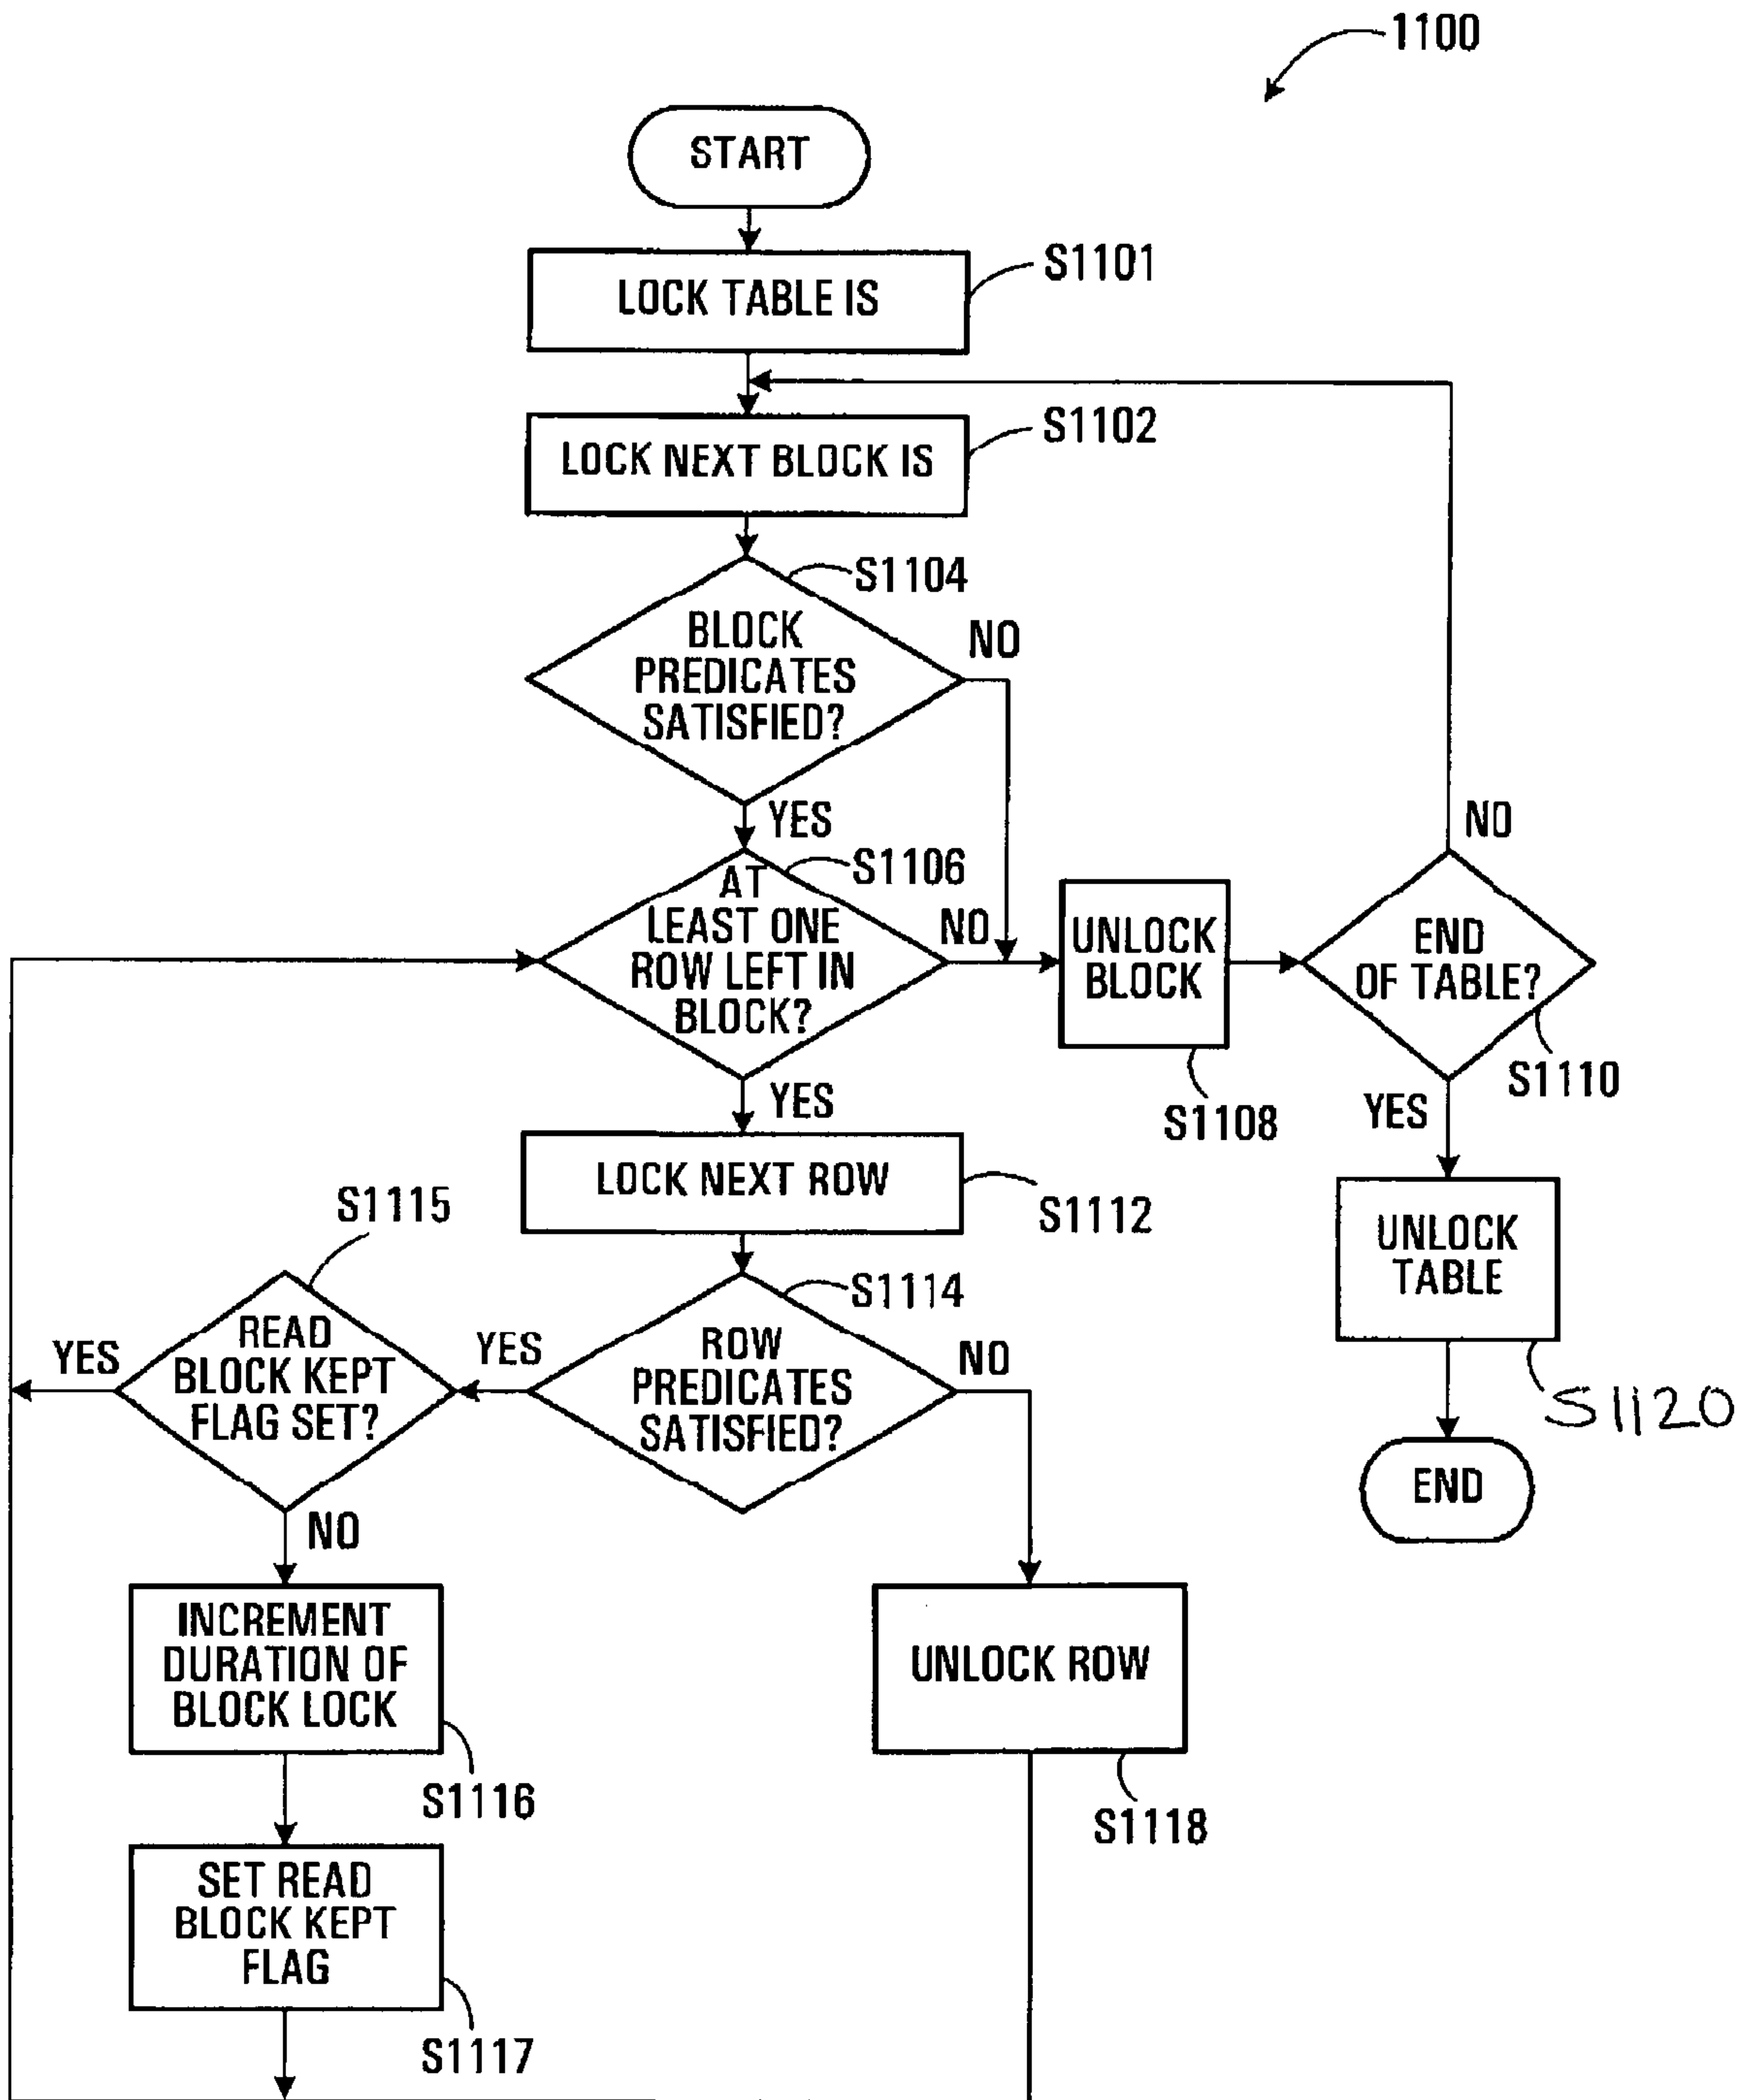 1100
START
S1101
LOCK TABLE IS
S1102
LOCK NEXT BLOCK IS
S1104
BLOCK
PREDICATES
SATISFIED?
NO
YES
S1106
AT
LEAST ONE
ROW LEFT IN
BLOCK?
NO
UNLOCK
BLOCK
S1108
END
OF TABLE?
NO
S1110
YES
YES
LOCK NEXT ROW
S1112
UNLOCK
TABLE
S1120
END
S1114
ROW
PREDICATES
SATISFIED?
YES
NO
S1115
READ
BLOCK KEPT
FLAG SET?
YES
NO
INCREMENT
DURATION OF
BLOCK LOCK
S1116
UNLOCK ROW
S1118
SET READ
BLOCK KEPT
FLAG
S1117